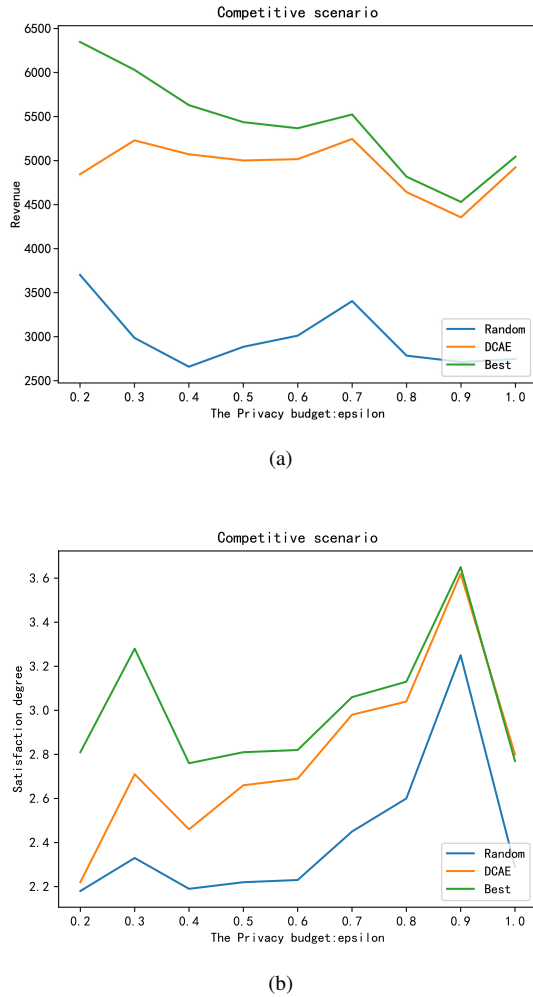 Competitive scenario
6500
6000
5500
5000
4500
4000
3500
3000
2500
Revenue
Random
DCAE
Best
0.2 0.3 0.4 0.5 0.6 0.7 0.8 0.9 1.0
The Privacy budget:epsilon
(a)
Competitive scenario
3.6
3.4
3.2
3.0
2.8
2.6
2.4
2.2
Satisfaction degree
Random
DCAE
Best
0.2 0.3 0.4 0.5 0.6 0.7 0.8 0.9 1.0
The Privacy budget:epsilon
(b)